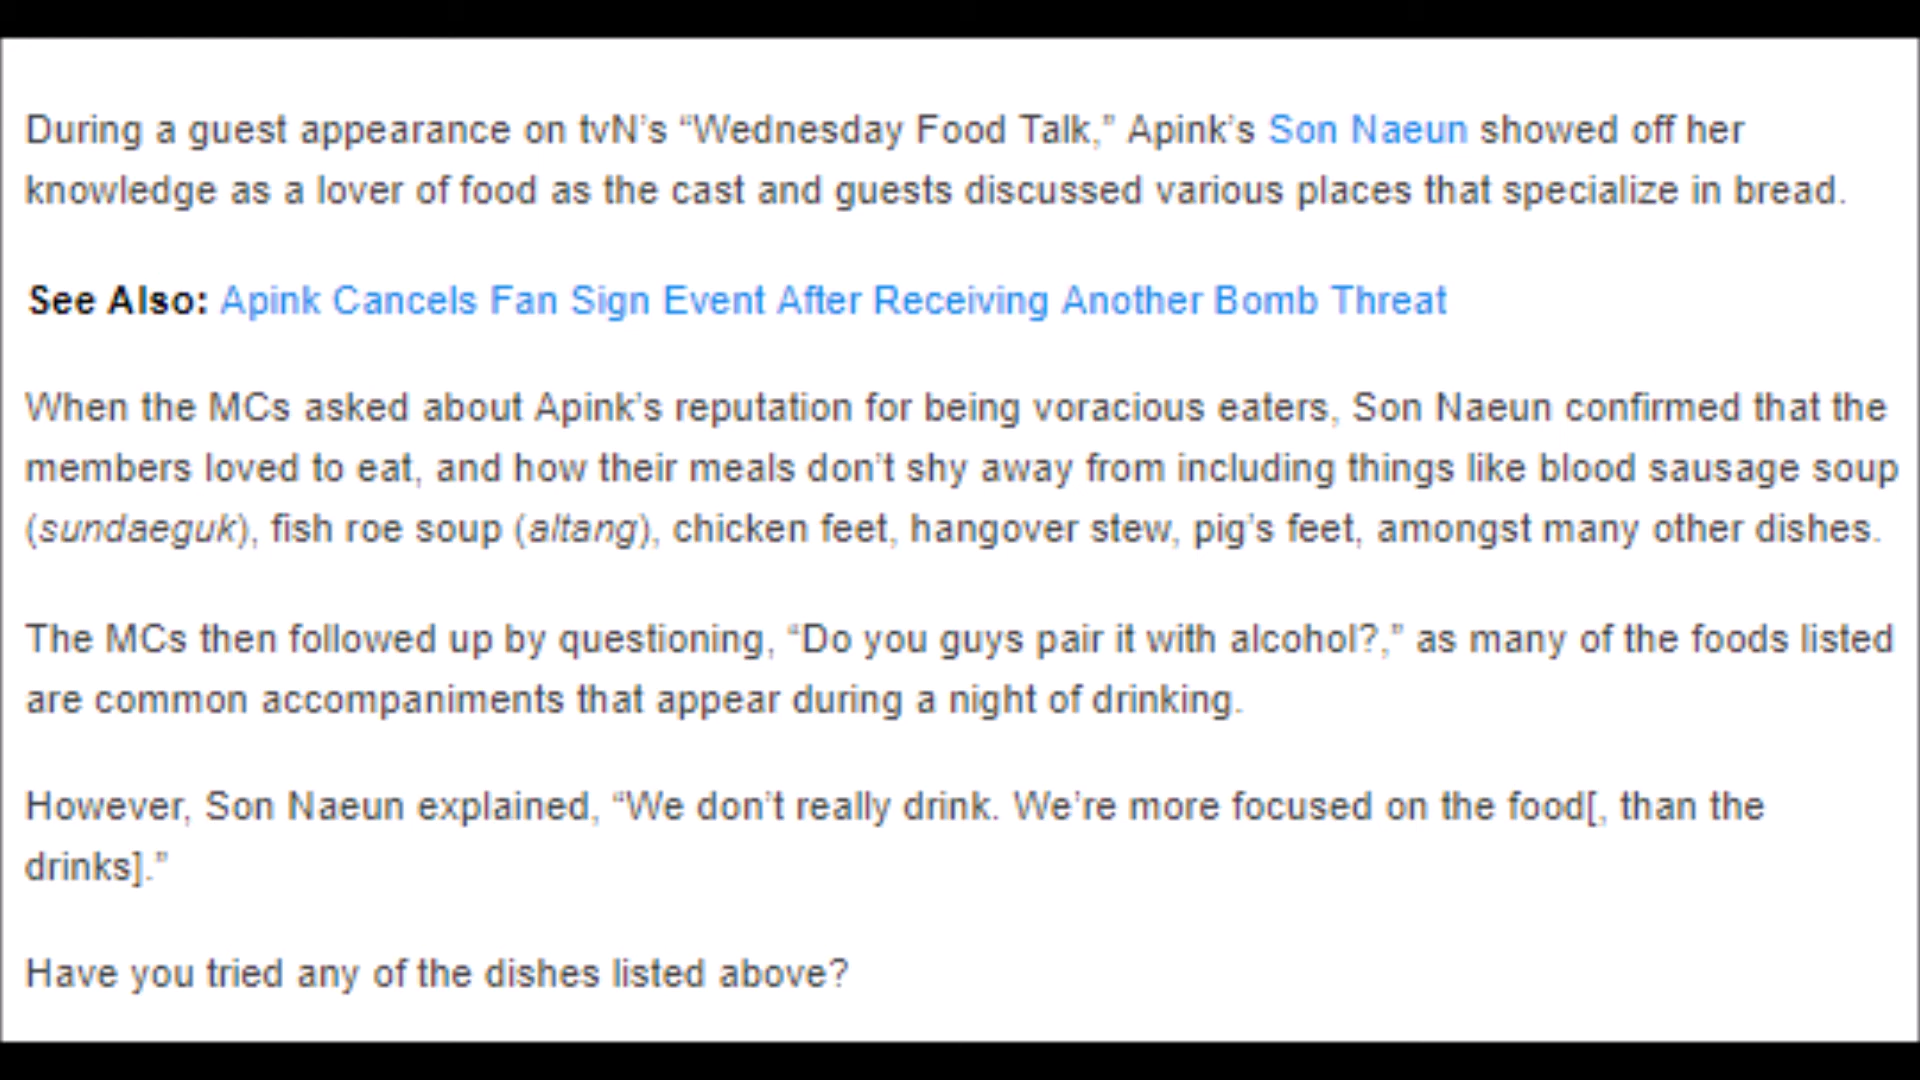 During a guest appearance on tvN’s “Wednesday Food Talk,” Apink’s Son Naeun showed off her
knowledge as a lover of food as the cast and guests discussed various places that specialize in bread.
See Also: Apink Cancels Fan Sign Event After Receiving Another Bomb Threat
When the MCs asked about Apink’s reputation for being voracious eaters, Son Naeun confirmed that the
members loved to eat, and how their meals don’t shy away from including things like blood sausage soup
(sundaeguk), fish roe soup (altang), chicken feet, hangover stew, pig’s feet, amongst many other dishes.
The MCs then followed up by questioning, “Do you guys pair it with alcohol?,” as many of the foods listed
are common accompaniments that appear during a night of drinking.
However, Son Naeun explained, “We don’t really drink. We’re more focused on the food[, than the
drinks].”
Have you tried any of the dishes listed above?